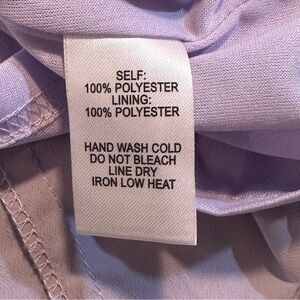 SELF:
100% POLYESTER
LINING:
100% POLYESTER
HAND WASH COLD
DO NOT BLEACH
LINE DRY
IRON LOW HEAT